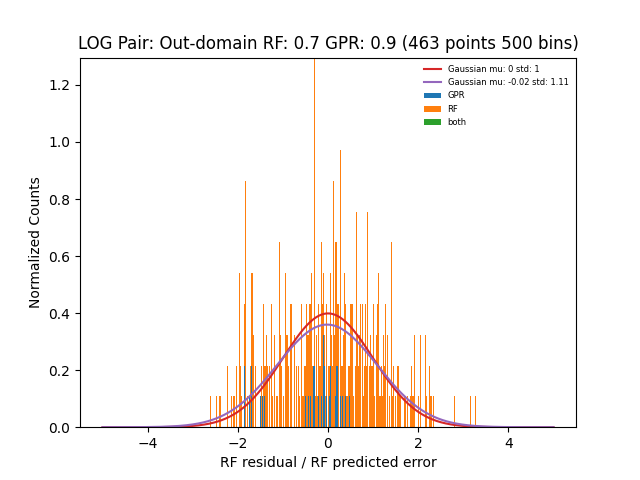 LOG Pair: Out-domain RF: 0.7 GPR: 0.9 (463 points 500 bins)
Gaussian mu: 0 std: 1
Gaussian mu: -0.02 std: 1.11
GPR
RF
both
Normalized Counts
1.2
1.0
0.8
0.6
0.4
0.2
0.0
−4
−2
0
2
4
RF residual / RF predicted error